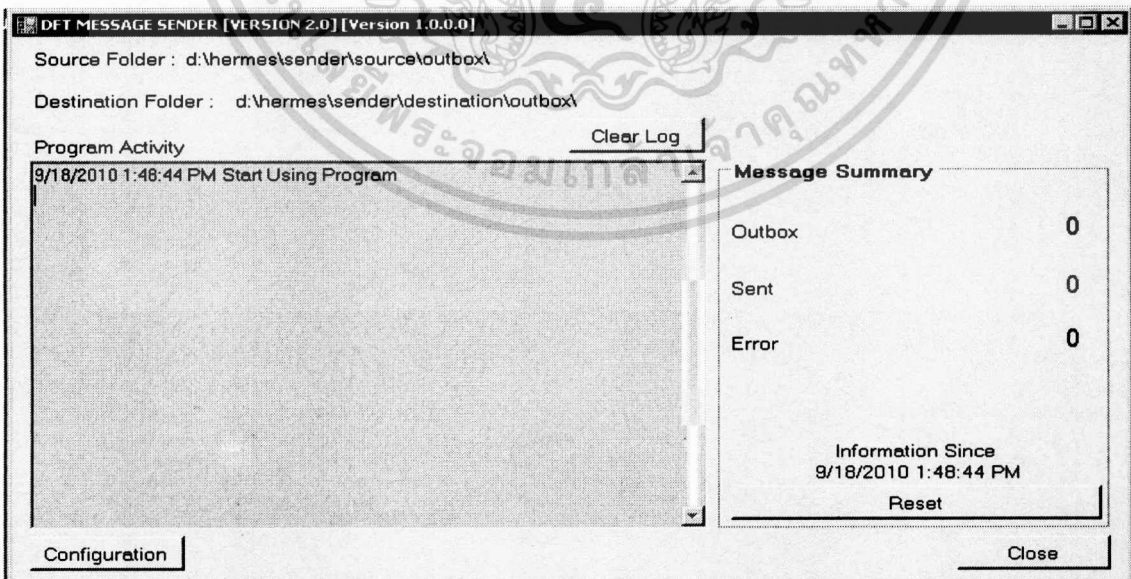 DFT MESSAGE SENDER [VERSION 2.0] [Version 1.0.0.0]
Source Folder : d:\hermes\sender\source\outbox\
Destination Folder : d:\hermes\sender\destination\outbox\
Program Activity
Clear Log
9/18/2010 1:48:44 PM Start Using Program
Message Summary
Outbox 0
Sent 0
Error 0
Information Since
9/18/2010 1:48:44 PM
Reset
Configuration
Close